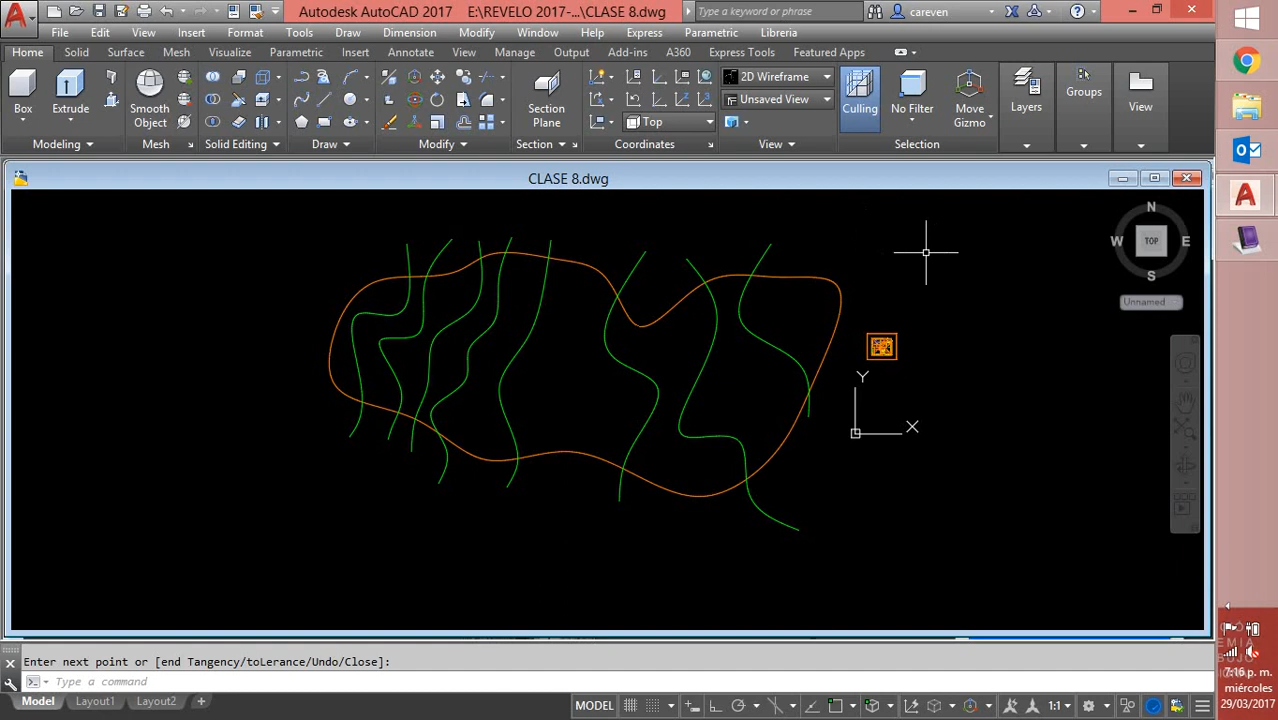 Autodesk AutoCAD 2017 E:\REVELO 2017-...\CLASE 8.dwg
Type a keyword or phrase
careven
File Edit View Insert Format Tools Draw Dimension Modify Window Help Express Parametric Libreria
Home Solid Surface Mesh Visualize Parametric Insert Annotate View Manage Output Add-ins A360 Express Tools Featured Apps
Box
Extrude
Smooth Object
Section Plane
2D Wireframe
Unsaved View
Top
Culling
No Filter
Move Gizmo
Layers
Groups
View
Modeling Mesh Solid Editing Draw Modify Section Coordinates View Selection
CLASE 8.dwg
N
W TOP E
S
Unnamed
Y
X
Enter next point or [end Tangency/toLerance/Undo/Close]:
Type a command
Model Layout1 Layout2 +
MODEL
1:1
7:16 p. m.
miércoles
29/03/2017